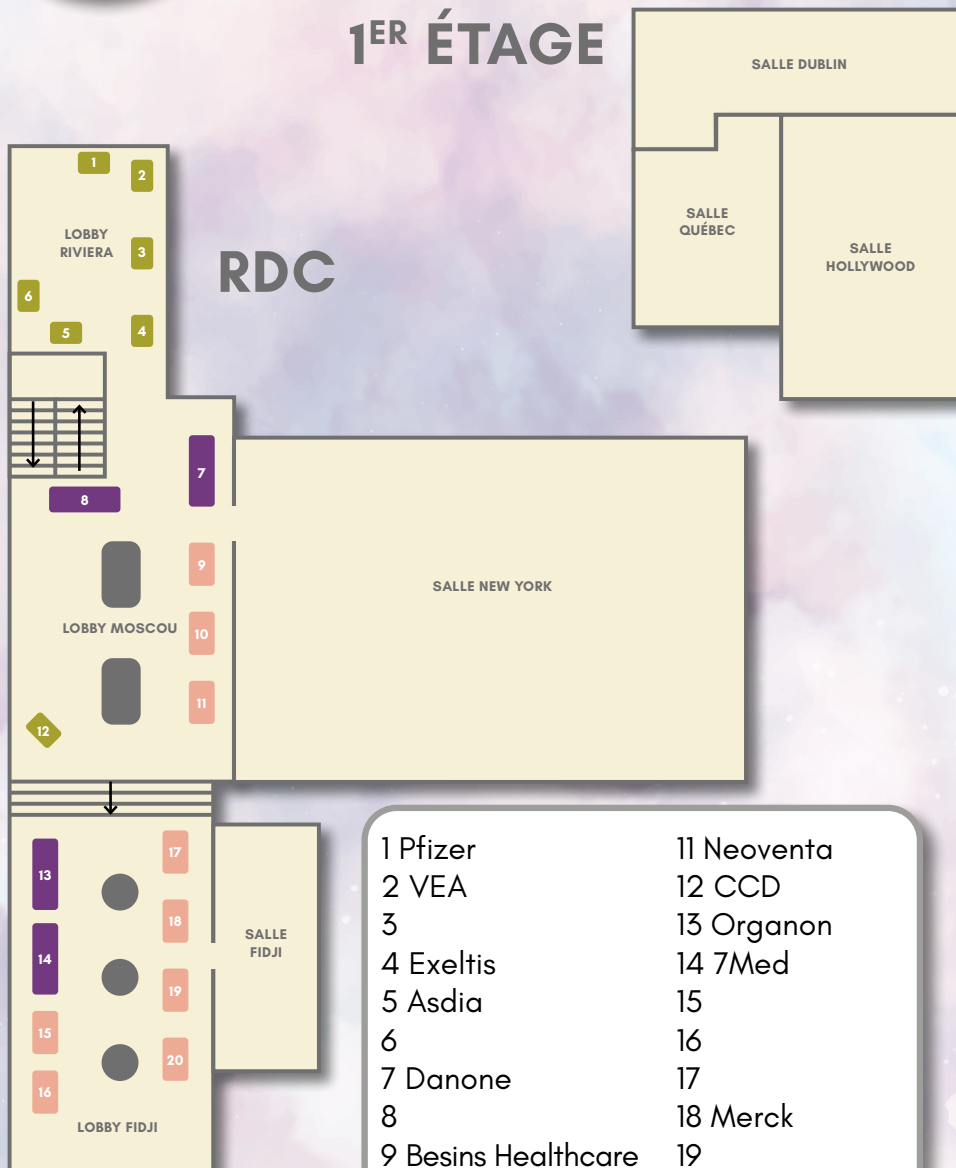 1ER ÉTAGE
SALLE DUBLIN
SALLE
QUÉBEC
SALLE
HOLLYWOOD
RDC
1
2
LOBBY
RIVIERA
3
6
5
4
7
8
9
SALLE NEW YORK
LOBBY MOSCOU
10
11
12
13
17
14
18
SALLE
FIDJI
19
15
20
16
LOBBY FIDJI
1 Pfizer
2 VEA
3
4 Exeltis
5 Asdia
6
7 Danone
8
9 Besins Healthcare
11 Neoventa
12 CCD
13 Organon
14 7Med
15
16
17
18 Merck
19